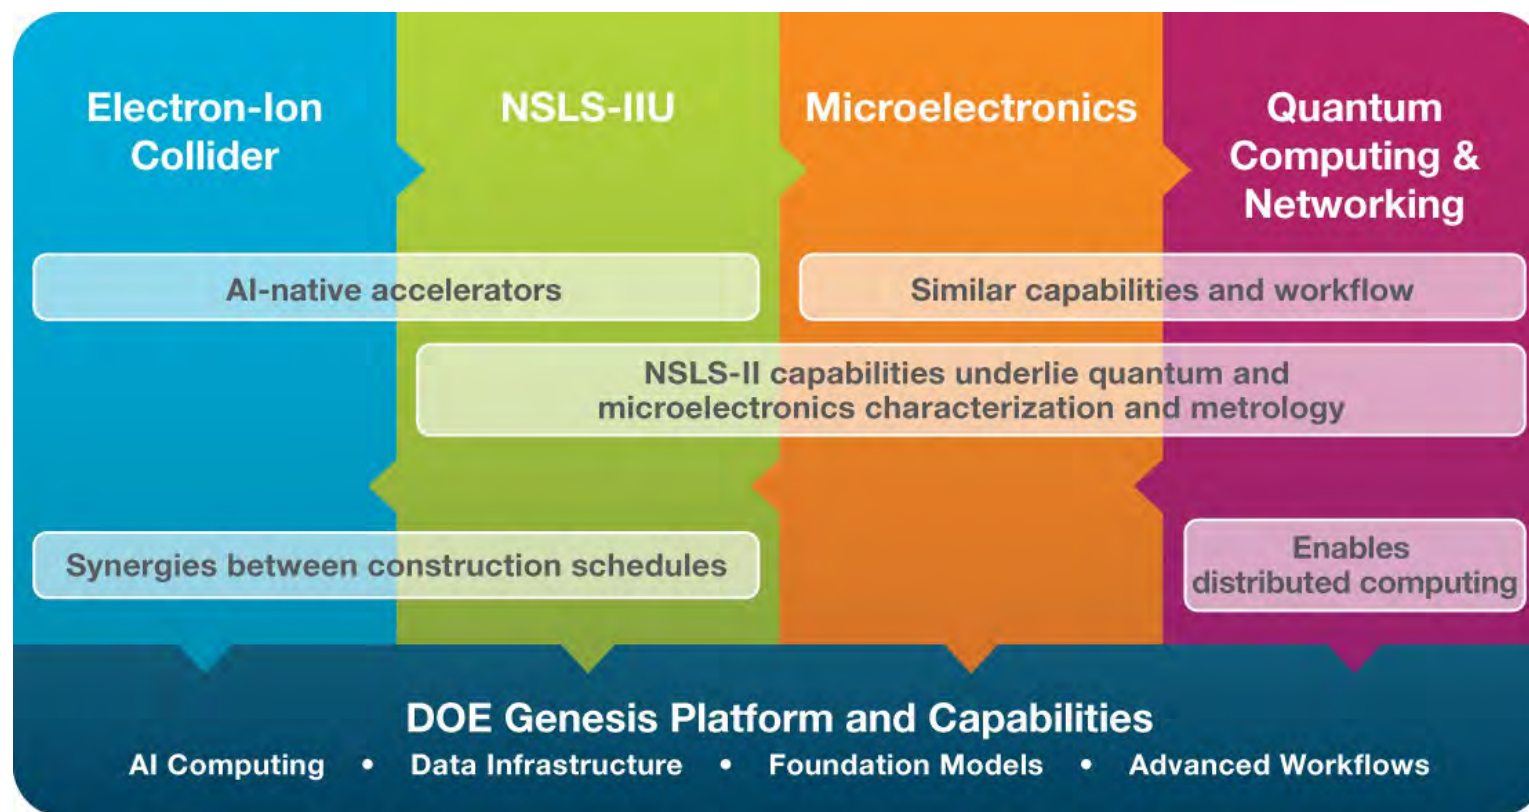 Electron-Ion
Collider
NSLS-IIU
Microelectronics
Quantum
Computing &
Networking
AI-native accelerators
Similar capabilities and workflow
NSLS-II capabilities underlie quantum and
microelectronics characterization and metrology
Synergies between construction schedules
Enables
distributed computing
DOE Genesis Platform and Capabilities
AI Computing • Data Infrastructure • Foundation Models • Advanced Workflows